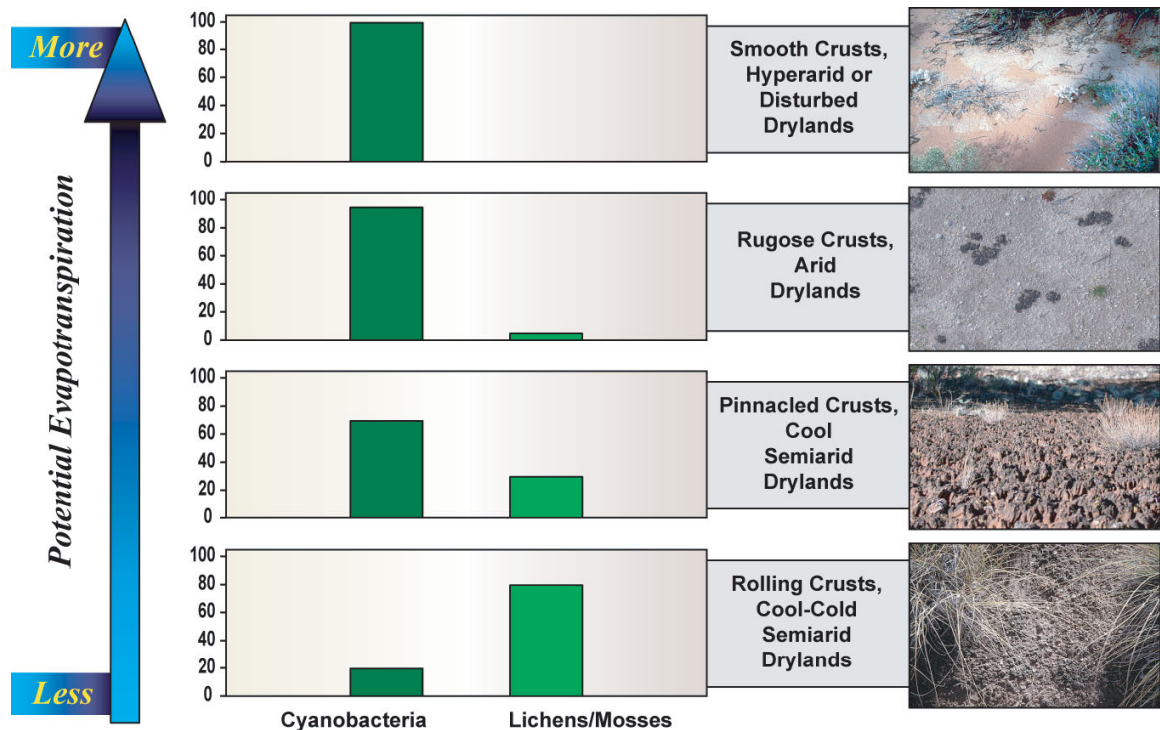 More
Potential Evapotranspiration
Less
100
80
60
40
20
0
Smooth Crusts,
Hyperarid or
Disturbed
Drylands
100
80
60
40
20
0
Rugose Crusts,
Arid
Drylands
100
80
60
40
20
0
Pinnacled Crusts,
Cool
Semiarid
Drylands
100
80
60
40
20
0
Rolling Crusts,
Cool-Cold
Semiarid
Drylands
Cyanobacteria
Lichens/Mosses